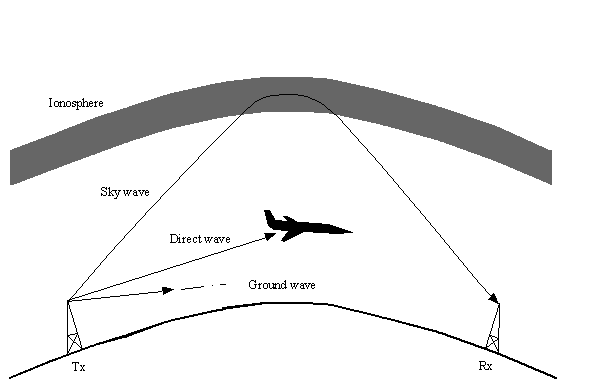 Ionosphere
Sky wave
Direct wave
Ground wave
Tx
Rx